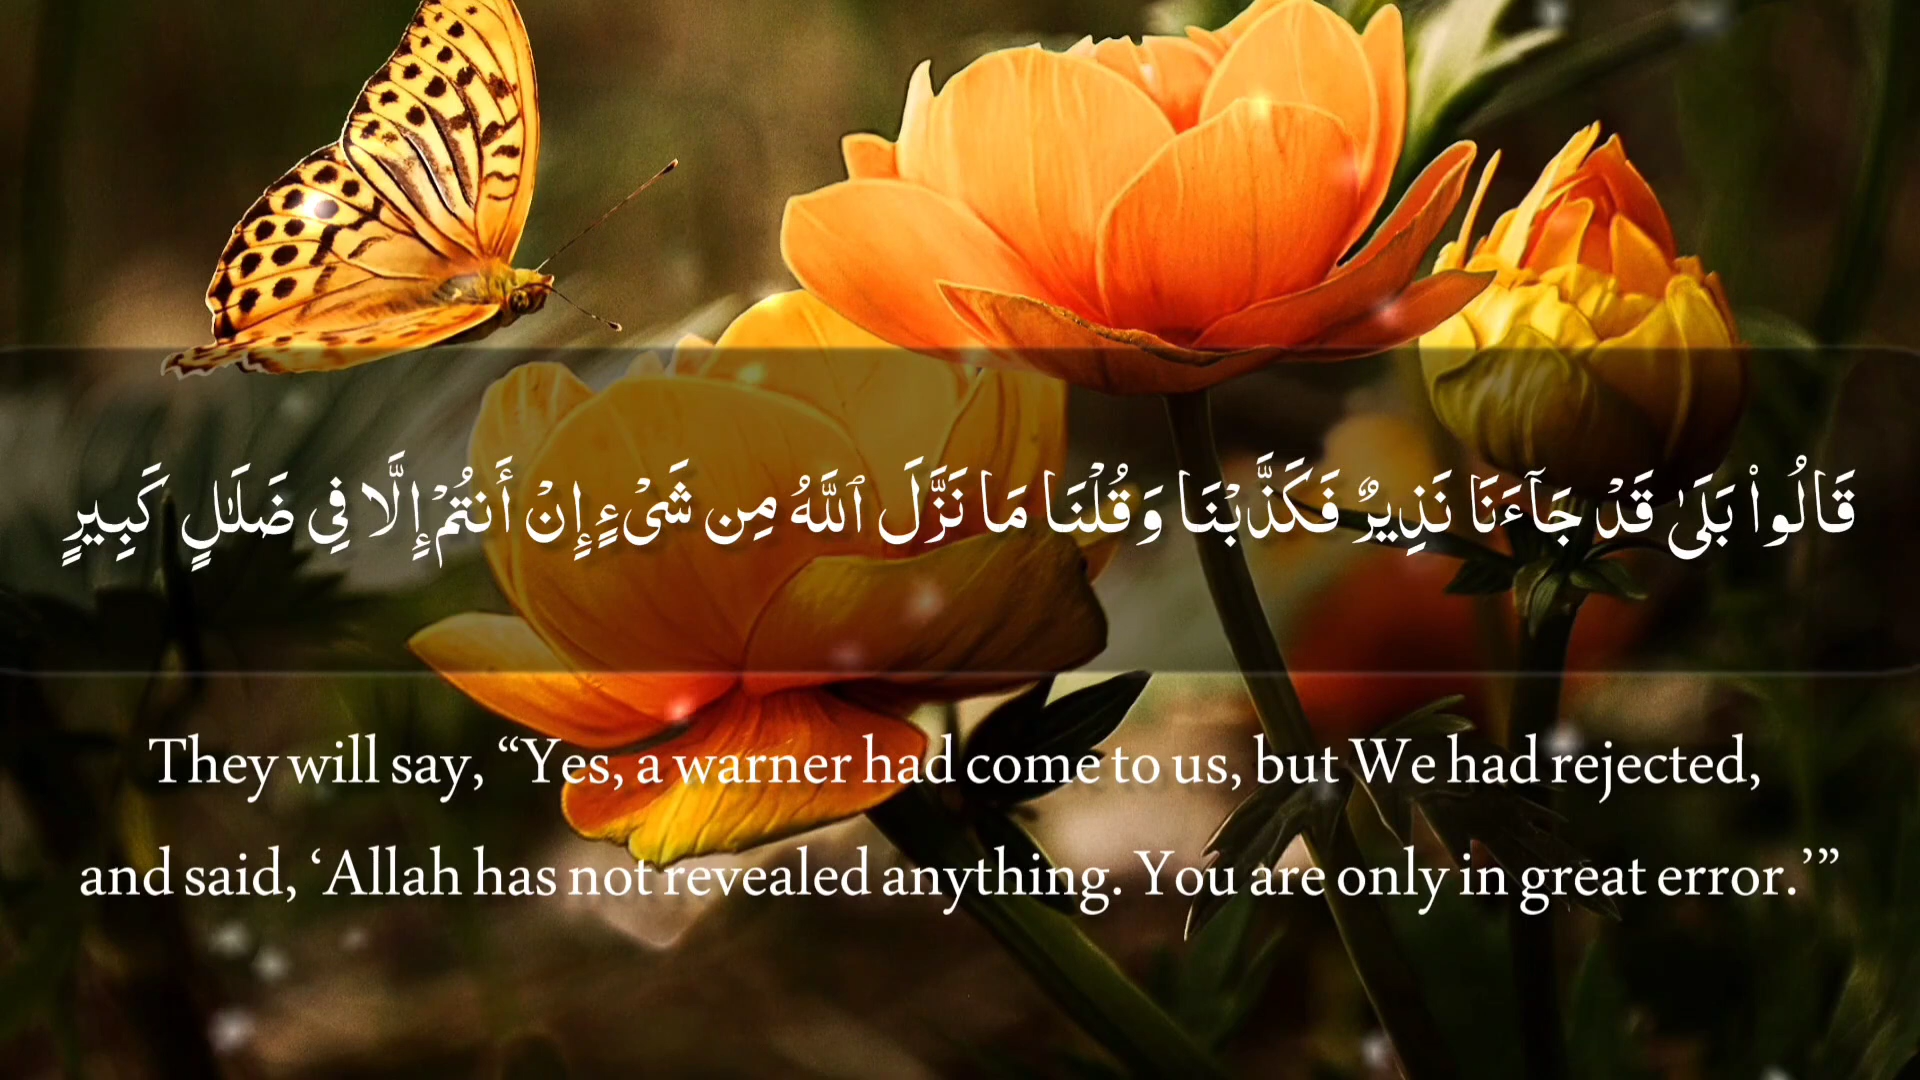 قَالُوا۟ بَلَىٰ قَدْ جَآءَنَا نَذِيرٌ فَكَذَّبْنَا وَقُلْنَا مَا نَزَّلَ ٱللَّهُ مِن شَىْءٍ إِنْ أَنتُمْ إِلَّا فِى ضَلَـٰلٍ كَبِيرٍ
They will say, “Yes, a warner had come to us, but We had rejected,
and said, ‘Allah has not revealed anything. You are only in great error.’”